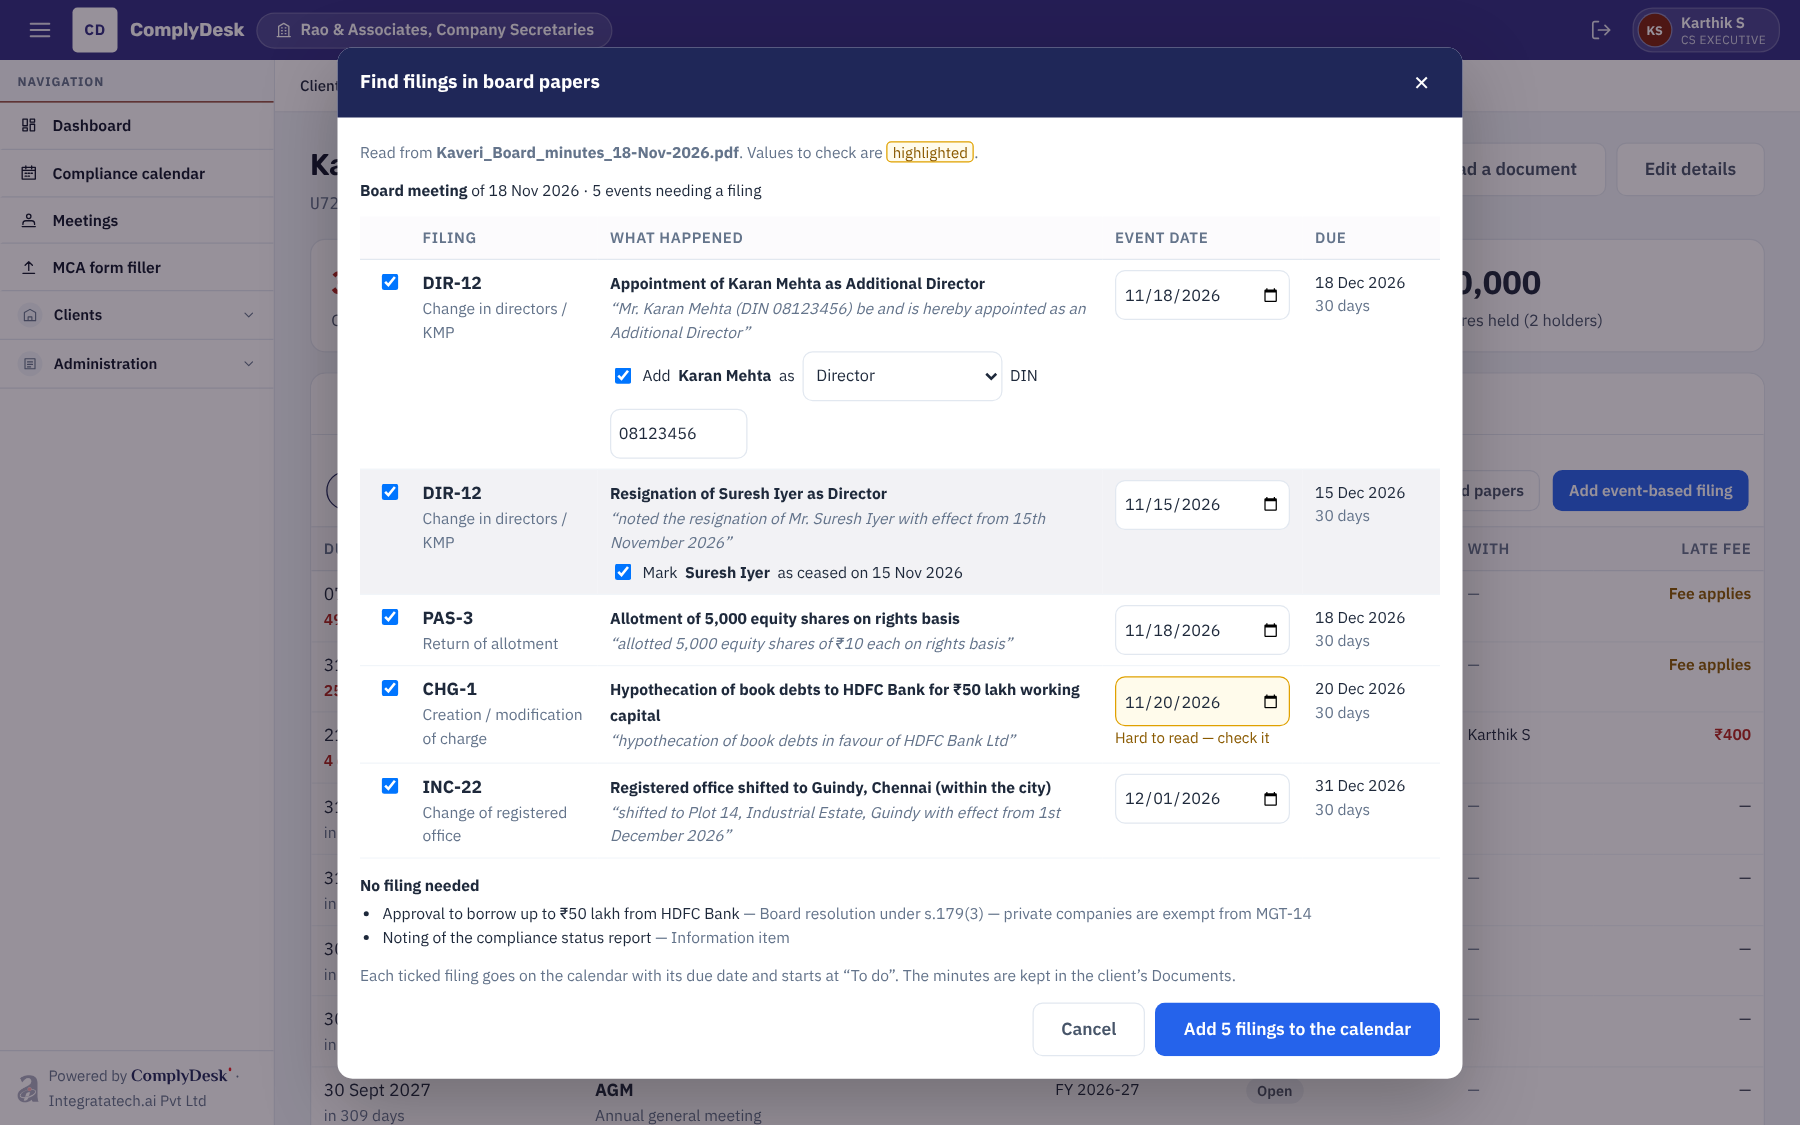 CD ComplyDesk Rao & Associates, Company Secretaries KS Karthik S
CS EXECUTIVE
NAVIGATION
Dashboard
Compliance calendar
Meetings
MCA form filler
Clients
Administration
Powered by ComplyDesk
Integratatech.ai Pvt Ltd
Find filings in board papers
Read from Kaveri_Board_minutes_18-Nov-2026.pdf. Values to check are highlighted.
Board meeting of 18 Nov 2026 · 5 events needing a filing
FILING WHAT HAPPENED EVENT DATE DUE
DIR-12 Appointment of Karan Mehta as Additional Director 11/18/2026 18 Dec 2026
Change in directors / KMP “Mr. Karan Mehta (DIN 08123456) be and is hereby appointed as an Additional Director” 30 days
Add Karan Mehta as Director DIN
08123456
DIR-12 Resignation of Suresh Iyer as Director 11/15/2026 15 Dec 2026
Change in directors / KMP “noted the resignation of Mr. Suresh Iyer with effect from 15th November 2026” 30 days
Mark Suresh Iyer as ceased on 15 Nov 2026
PAS-3 Allotment of 5,000 equity shares on rights basis 11/18/2026 18 Dec 2026
Return of allotment “allotted 5,000 equity shares of ₹10 each on rights basis” 30 days
CHG-1 Hypothecation of book debts to HDFC Bank for ₹50 lakh working capital 11/20/2026 20 Dec 2026
Creation / modification of charge “hypothecation of book debts in favour of HDFC Bank Ltd” Hard to read — check it 30 days
INC-22 Registered office shifted to Guindy, Chennai (within the city) 12/01/2026 31 Dec 2026
Change of registered office “shifted to Plot 14, Industrial Estate, Guindy with effect from 1st December 2026” 30 days
No filing needed
• Approval to borrow up to ₹50 lakh from HDFC Bank — Board resolution under s.179(3) — private companies are exempt from MGT-14
• Noting of the compliance status report — Information item
Each ticked filing goes on the calendar with its due date and starts at “To do”. The minutes are kept in the client’s Documents.
Cancel Add 5 filings to the calendar
a document Edit details
(2 holders)
papers Add event-based filing
WITH LATE FEE
— Fee applies
— Fee applies
Karthik S ₹400
— —
— —
— —
— —
30 Sept 2027 AGM FY 2026-27 Open — —
in 309 days Annual general meeting